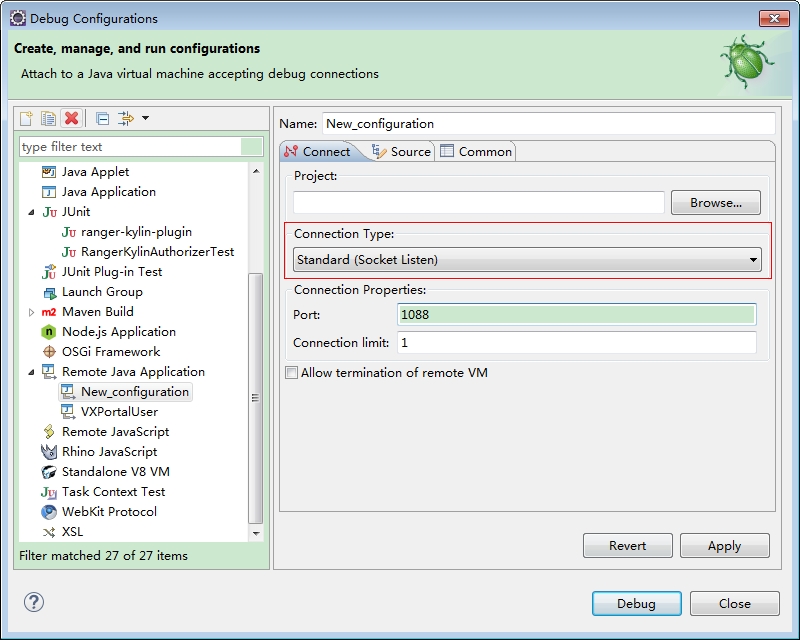 Debug Configurations
Create, manage, and run configurations
Attach to a Java virtual machine accepting debug connections
type filter text
Java Applet
Java Application
JUnit
ranger-kylin-plugin
RangerKylinAuthorizerTest
JUnit Plug-in Test
Launch Group
m2 Maven Build
Node.js Application
OSGi Framework
Remote Java Application
New_configuration
VXPortalUser
Remote JavaScript
Rhino JavaScript
Standalone V8 VM
Task Context Test
WebKit Protocol
XSL
Filter matched 27 of 27 items
Name: New_configuration
Connect Source Common
Project:
Browse...
Connection Type:
Standard (Socket Listen)
Connection Properties:
Port: 1088
Connection limit: 1
Allow termination of remote VM
Revert Apply
? Debug Close